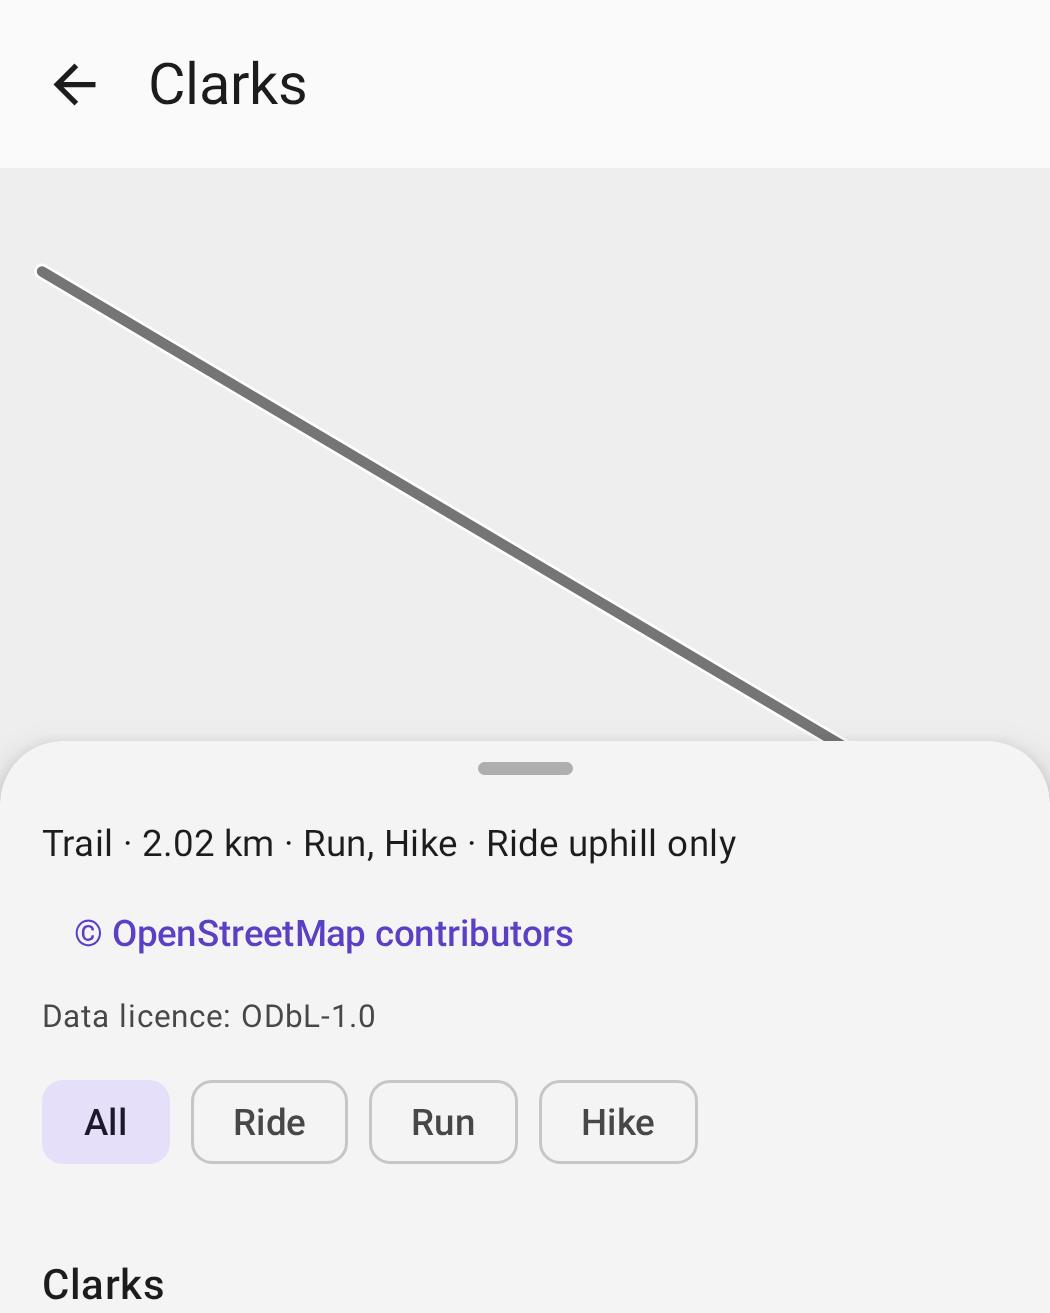 Clarks
Trail · 2.02 km · Run, Hike · Ride uphill only
© OpenStreetMap contributors
Data licence: ODbL-1.0
All
Ride
Run
Hike
Clarks